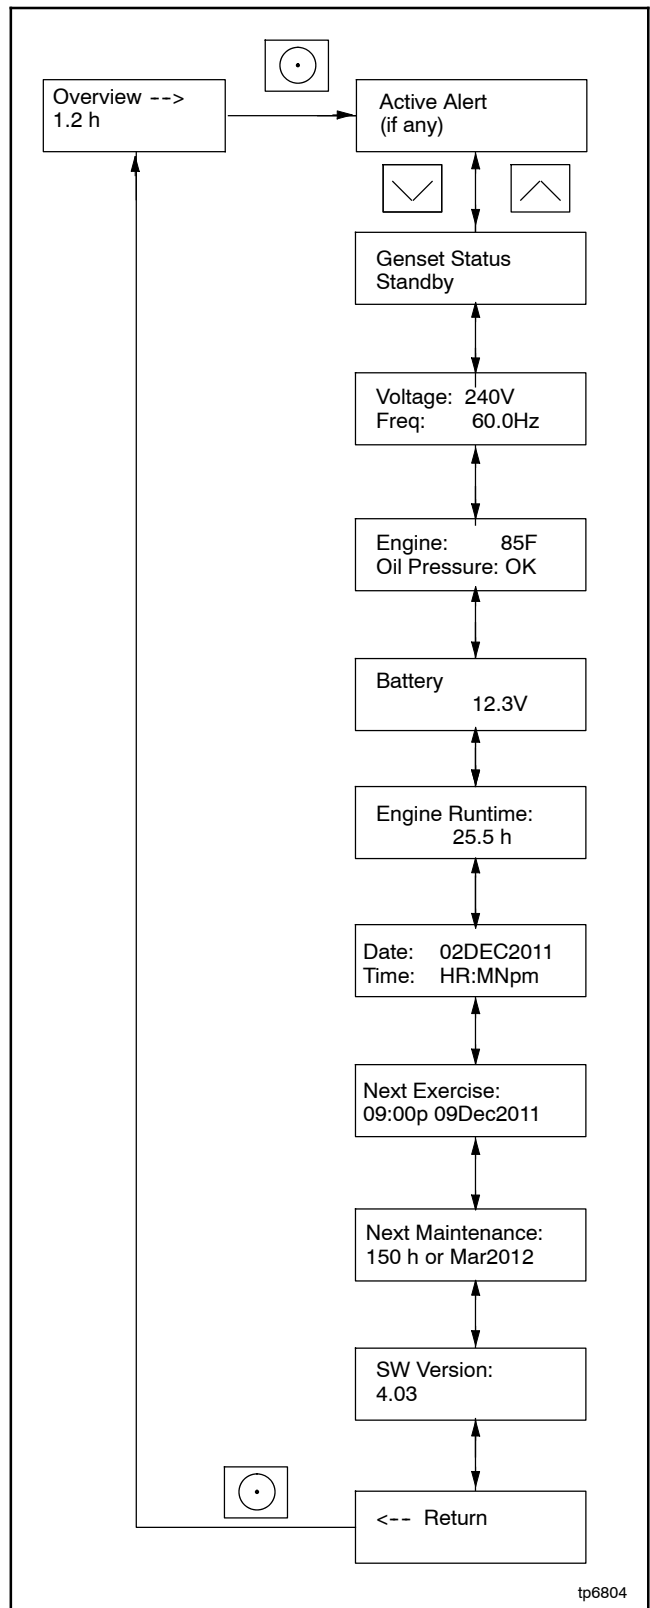 Overview -->
1.2 h
Active Alert
(if any)
Genset Status
Standby
Voltage: 240V
Freq: 60.0Hz
Engine: 85F
Oil Pressure: OK
Battery
12.3V
Engine Runtime:
25.5 h
Date: 02DEC2011
Time: HR:MNpm
Next Exercise:
09:00p 09Dec2011
Next Maintenance:
150 h or Mar2012
SW Version:
4.03
<-- Return
tp6804